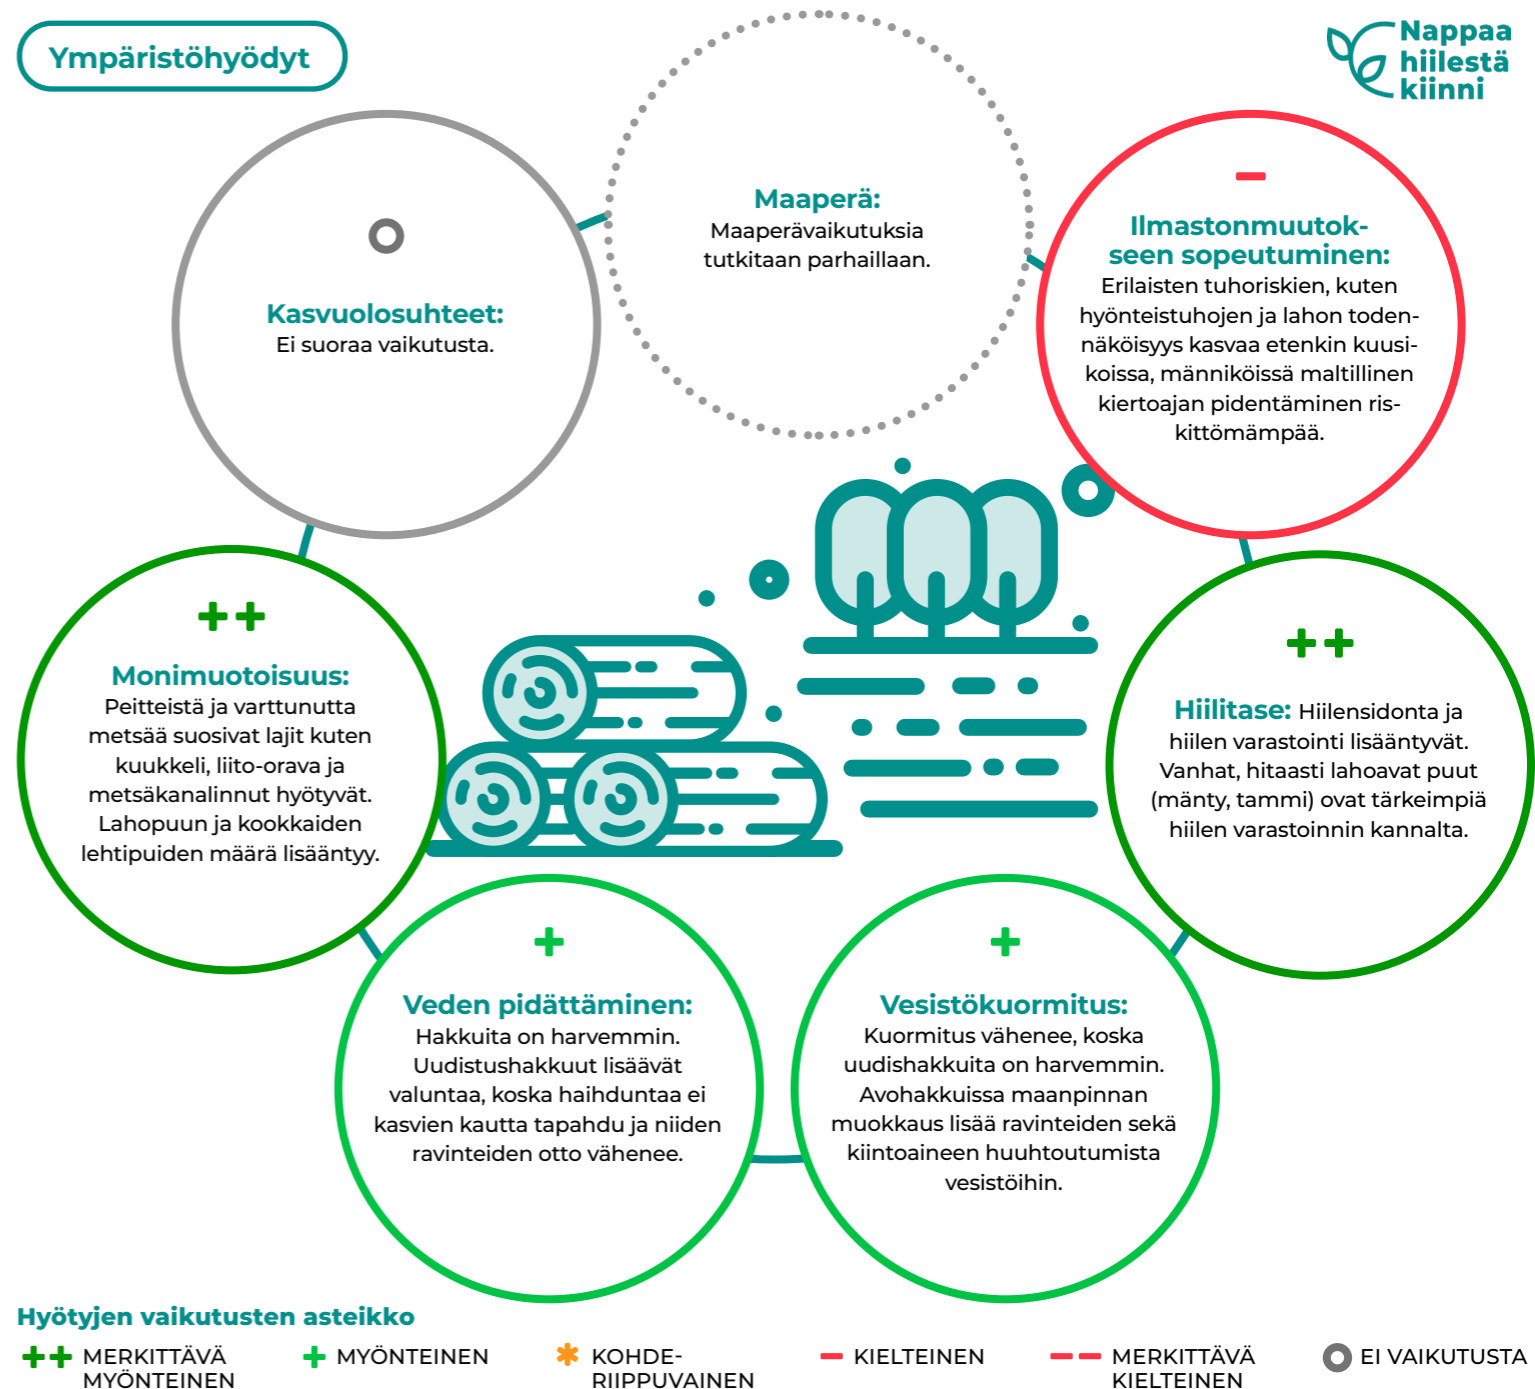 Ympäristöhyödyt
Nappaa
hiilestä
kiinni
Maaperä:
Maaperävaikutuksia
tutkitaan parhaillaan.
Ilmastonmuutok-
seen sopeutuminen:
Erilaisten tuhoriskien, kuten
hyönteistuhojen ja lahon toden-
näköisyys kasvaa etenkin kuusi-
koissa, männiköissä maltillinen
kiertoajan pidentäminen ris-
kittömämpää.
Kasvuolosuhteet:
Ei suoraa vaikutusta.
++
Monimuotoisuus:
Peitteistä ja varttunutta
metsää suosivat lajit kuten
kuukkeli, liito-orava ja
metsäkanalinnut hyötyvät.
Lahopuun ja kookkaiden
lehtipuiden määrä lisääntyy.
++
Hiilitase: Hiilensidonta ja
hiilen varastointi lisääntyvät.
Vanhat, hitaasti lahoavat puut
(mänty, tammi) ovat tärkeimpiä
hiilen varastoinnin kannalta.
+
Veden pidättäminen:
Hakkuita on harvemmin.
Uudistushakkuut lisäävät
valuntaa, koska haihduntaa ei
kasvien kautta tapahdu ja niiden
ravinteiden otto vähenee.
+
Vesistökuormitus:
Kuormitus vähenee, koska
uudishakkuita on harvemmin.
Avohakkuissa maanpinnan
muokkaus lisää ravinteiden sekä
kiintoaineen huuhtoutumista
vesistöihin.
Hyötyjen vaikutusten asteikko
++ MERKITTÄVÄ
MYÖNTEINEN
+ MYÖNTEINEN
* KOHDE-
RIIPPUVAINEN
– KIELTEINEN
–– MERKITTÄVÄ
KIELTEINEN
EI VAIKUTUSTA